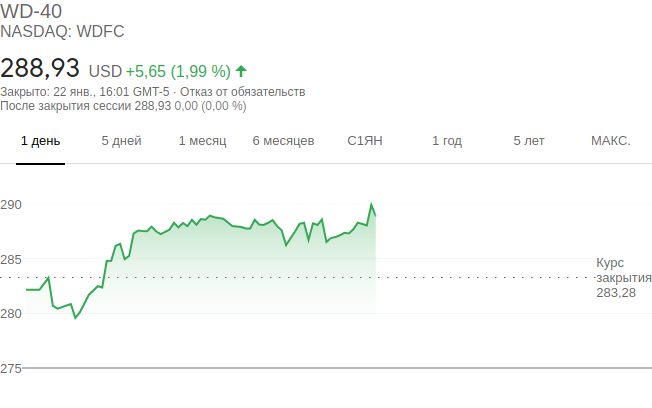 WD-40
NASDAQ: WDFC
288,93 USD +5,65 (1,99 %)
Закрыто: 22 янв., 16:01 GMT-5 · Отказ от обязательств
После закрытия сессии 288,93 0,00 (0,00 %)
1 день 5 дней 1 месяц 6 месяцев С1ЯН 1 год 5 лет МАКС.
290
285
Курс
закрытия
283,28
280
275